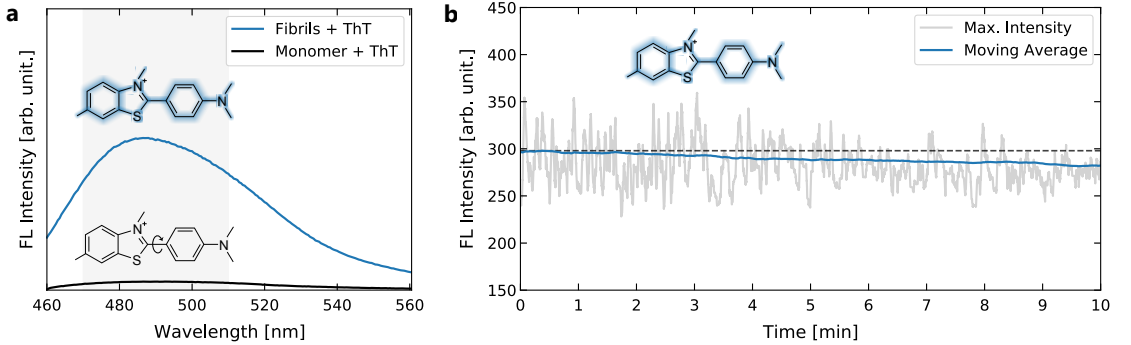 a
FL Intensity [arb. unit.]
Fibrils + ThT
Monomer + ThT
N
+
S
N
N
+
S
N
460 480 500 520 540 560
Wavelength [nm]
b
FL Intensity [arb. unit.]
450
400
350
300
250
200
150
Max. Intensity
Moving Average
N
+
S
N
0 1 2 3 4 5 6 7 8 9 10
Time [min]